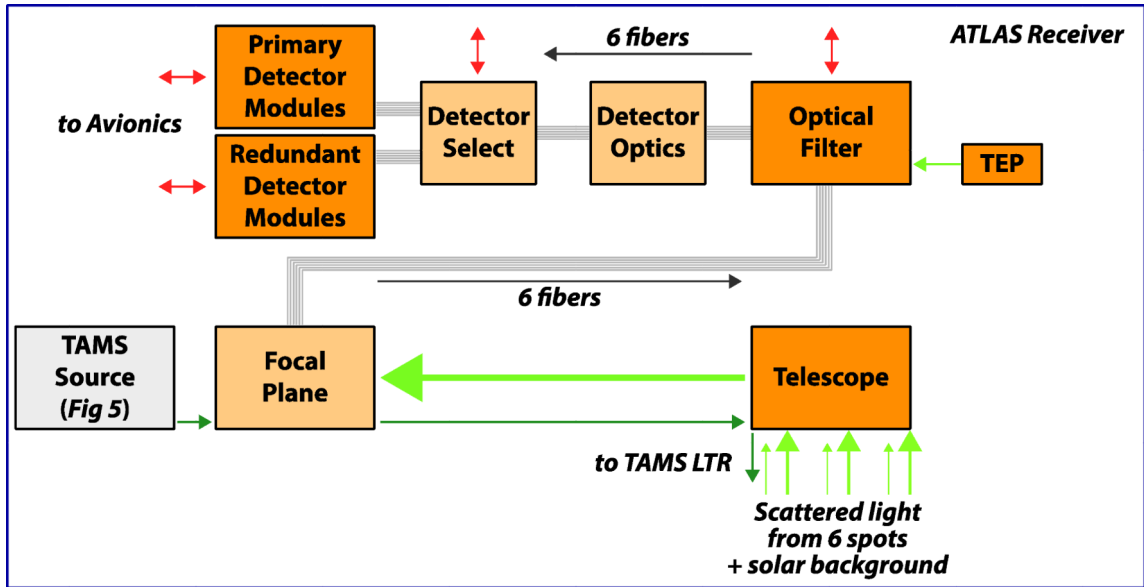 ATLAS Receiver
Primary
Detector
Modules
to Avionics
Redundant
Detector
Modules
Detector
Select
Detector
Optics
6 fibers
Optical
Filter
TEP
6 fibers
TAMS
Source
(Fig 5)
Focal
Plane
Telescope
to TAMS LTR
Scattered light
from 6 spots
+ solar background